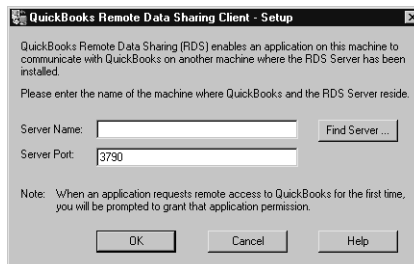 QuickBooks Remote Data Sharing Client - Setup
QuickBooks Remote Data Sharing (RDS) enables an application on this machine to
communicate with QuickBooks on another machine where the RDS Server has been
installed.
Please enter the name of the machine where QuickBooks and the RDS Server reside.
Server Name:
Find Server ...
Server Port: 3790
Note: When an application requests remote access to QuickBooks for the first time,
you will be prompted to grant that application permission.
OK Cancel Help